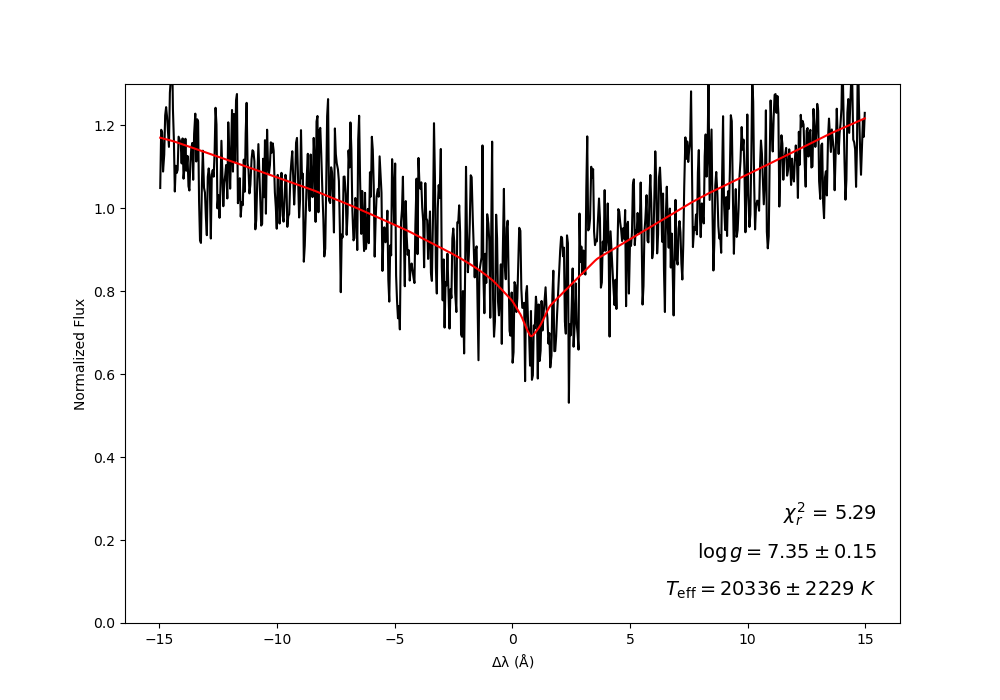 1.2
1.0
0.8
0.6
0.4
0.2
0.0
Normalized Flux
χ²ᵣ = 5.29
log g = 7.35 ± 0.15
T_eff = 20336 ± 2229 K
−15 −10 −5 0 5 10 15
Δλ (Å)